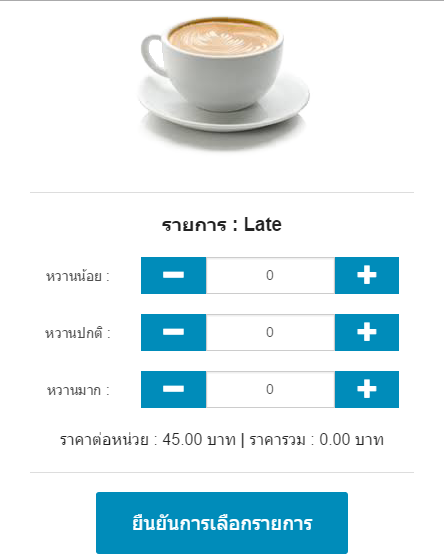 รายการ : Late
หวานน้อย : 0
หวานปกติ : 0
หวานมาก : 0
ราคาต่อหน่วย : 45.00 บาท | ราคารวม : 0.00 บาท
ยืนยันการเลือกรายการ